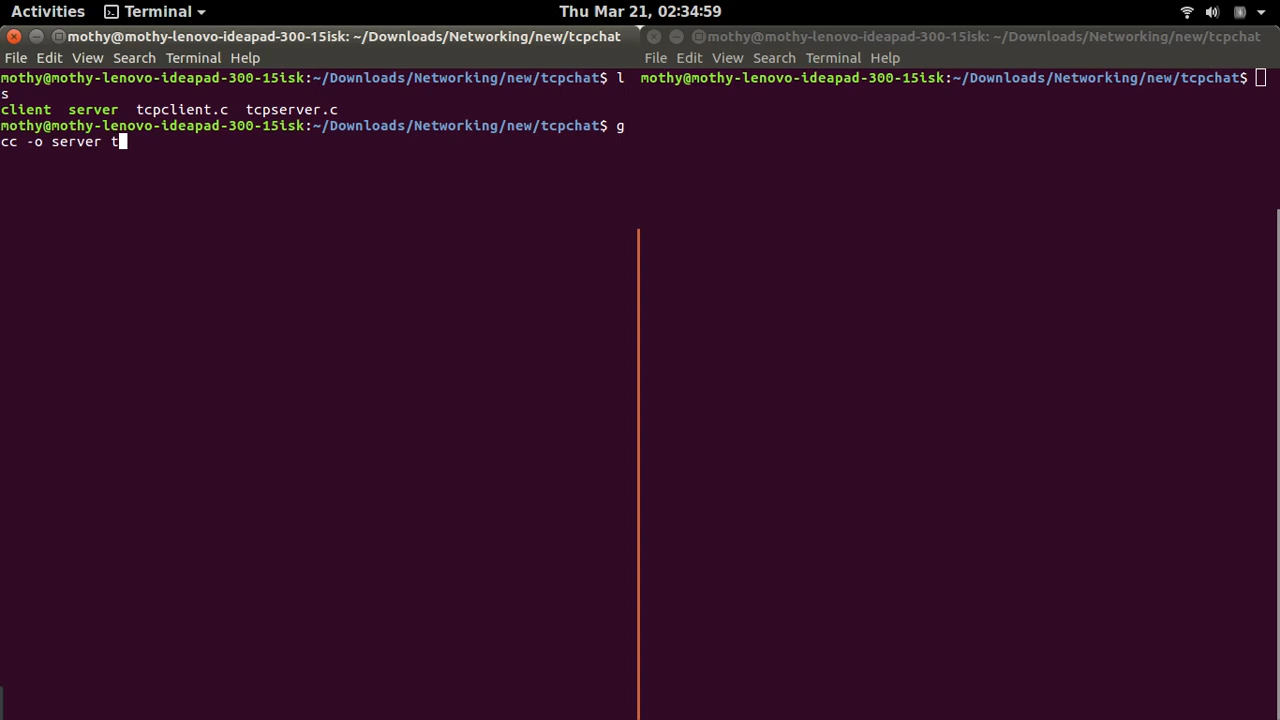 Activities Terminal Thu Mar 21, 02:34:59
mothy@mothy-lenovo-ideapad-300-15isk: ~/Downloads/Networking/new/tcpchat
File Edit View Search Terminal Help
mothy@mothy-lenovo-ideapad-300-15isk:~/Downloads/Networking/new/tcpchat$ l
s
client server tcpclient.c tcpserver.c
mothy@mothy-lenovo-ideapad-300-15isk:~/Downloads/Networking/new/tcpchat$ g
cc -o server t
mothy@mothy-lenovo-ideapad-300-15isk: ~/Downloads/Networking/new/tcpchat
File Edit View Search Terminal Help
mothy@mothy-lenovo-ideapad-300-15isk:~/Downloads/Networking/new/tcpchat$